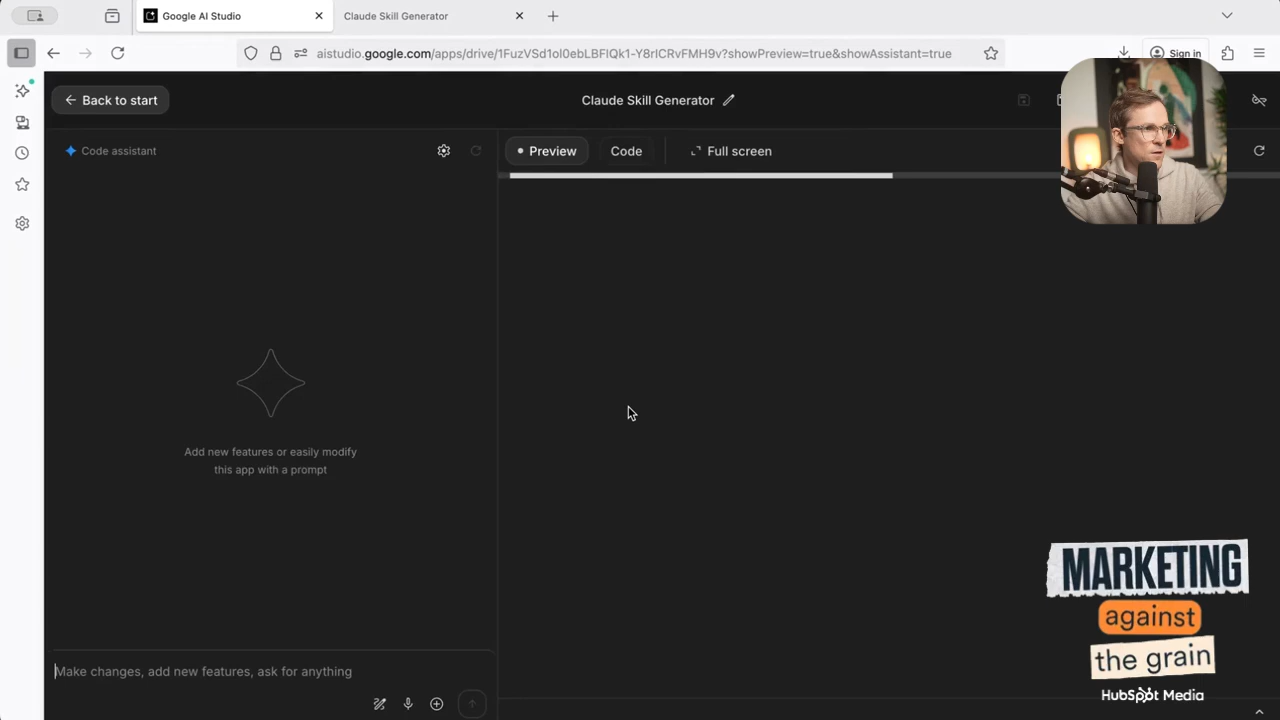 Google AI Studio
Claude Skill Generator
aistudio.google.com/apps/drive/1FuzVSd1ol0ebLBFIQk1-Y8rICRvFMH9v?showPreview=true&showAssistant=true
Sign in
Back to start
Claude Skill Generator
Code assistant
Preview
Code
Full screen
Add new features or easily modify
this app with a prompt
Make changes, add new features, ask for anything
MARKETING
against
the grain
HubSpot Media